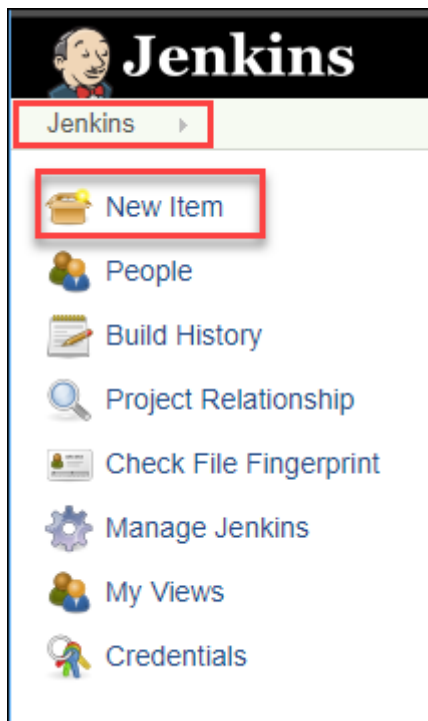 Jenkins
Jenkins
New Item
People
Build History
Project Relationship
Check File Fingerprint
Manage Jenkins
My Views
Credentials